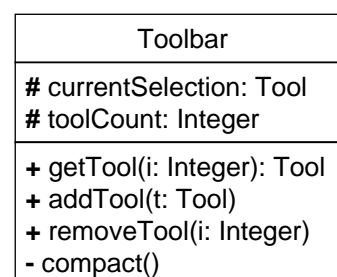 Toolbar
# currentSelection: Tool
# toolCount: Integer
+ getTool(i: Integer): Tool
+ addTool(t: Tool)
+ removeTool(i: Integer)
- compact()